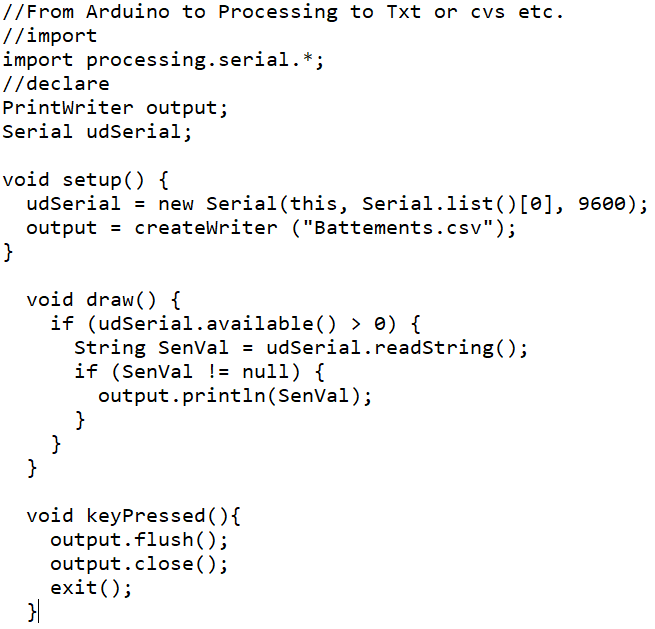 //From Arduino to Processing to Txt or cvs etc.
//import
import processing.serial.*;
//declare
PrintWriter output;
Serial udSerial;

void setup() {
  udSerial = new Serial(this, Serial.list()[0], 9600);
  output = createWriter ("Battements.csv");
}

  void draw() {
    if (udSerial.available() > 0) {
      String SenVal = udSerial.readString();
      if (SenVal != null) {
        output.println(SenVal);
      }
    }
  }

  void keyPressed(){
    output.flush();
    output.close();
    exit();
  }